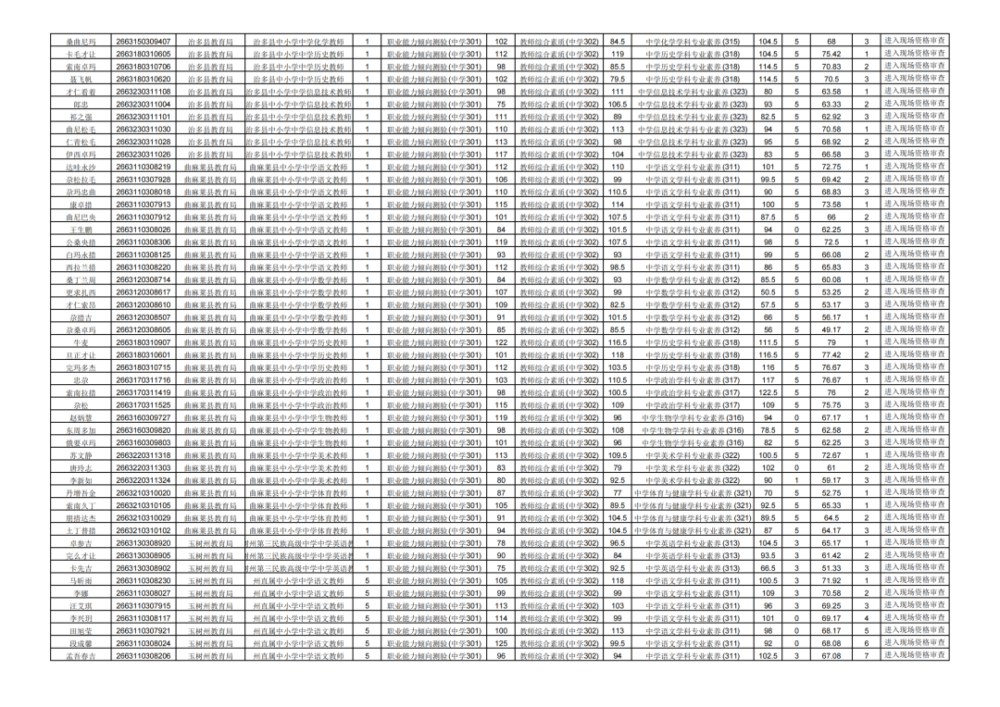 桑曲尼玛 2663150309407 治多县教育局 治多县中小学中学化学教师 1 职业能力倾向测验(中学301) 102 教师综合素质(中学302) 84.5 中学化学学科专业素养(315) 104.5 5 68 3 进入现场资格审查
卡毛才让 2663180310605 治多县教育局 治多县中小学中学历史教师 1 职业能力倾向测验(中学301) 112 教师综合素质(中学302) 119 中学历史学科专业素养(318) 104.5 5 75.42 1 进入现场资格审查
索南卓玛 2663180310706 治多县教育局 治多县中小学中学历史教师 1 职业能力倾向测验(中学301) 98 教师综合素质(中学302) 85.5 中学历史学科专业素养(318) 114.5 5 70.83 2 进入现场资格审查
聂飞帆 2663180310620 治多县教育局 治多县中小学中学历史教师 1 职业能力倾向测验(中学301) 102 教师综合素质(中学302) 79.5 中学历史学科专业素养(318) 114.5 5 70.5 3 进入现场资格审查
才仁看着 2663230311108 治多县教育局 治多县中小学中学信息技术教师 1 职业能力倾向测验(中学301) 98 教师综合素质(中学302) 111 中学信息技术学科专业素养(323) 80 5 63.58 1 进入现场资格审查
郎忠 2663230311004 治多县教育局 治多县中小学中学信息技术教师 1 职业能力倾向测验(中学301) 75 教师综合素质(中学302) 106.5 中学信息技术学科专业素养(323) 93 5 63.33 2 进入现场资格审查
祁之强 2663230311101 治多县教育局 治多县中小学中学信息技术教师 1 职业能力倾向测验(中学301) 111 教师综合素质(中学302) 89 中学信息技术学科专业素养(323) 82.5 5 62.92 3 进入现场资格审查
曲尼松毛 2663230311030 治多县教育局 治多县中小学中学信息技术教师 1 职业能力倾向测验(中学301) 110 教师综合素质(中学302) 113 中学信息技术学科专业素养(323) 94 5 70.58 1 进入现场资格审查
仁青松毛 2663230311028 治多县教育局 治多县中小学中学信息技术教师 1 职业能力倾向测验(中学301) 113 教师综合素质(中学302) 98 中学信息技术学科专业素养(323) 95 5 68.92 2 进入现场资格审查
伊西卓玛 2663230311026 治多县教育局 治多县中小学中学信息技术教师 1 职业能力倾向测验(中学301) 117 教师综合素质(中学302) 104 中学信息技术学科专业素养(323) 83 5 66.58 3 进入现场资格审查
达哇永汐 2663110308219 曲麻莱县教育局 曲麻莱县中小学中学语文教师 1 职业能力倾向测验(中学301) 112 教师综合素质(中学302) 110 中学语文学科专业素养(311) 101 5 72.75 1 进入现场资格审查
尕松拉毛 2663110307928 曲麻莱县教育局 曲麻莱县中小学中学语文教师 1 职业能力倾向测验(中学301) 106 教师综合素质(中学302) 99 中学语文学科专业素养(311) 99.5 5 69.42 2 进入现场资格审查
尕玛忠曲 2663110308018 曲麻莱县教育局 曲麻莱县中小学中学语文教师 1 职业能力倾向测验(中学301) 110 教师综合素质(中学302) 110.5 中学语文学科专业素养(311) 90 5 68.83 3 进入现场资格审查
康卓措 2663110307913 曲麻莱县教育局 曲麻莱县中小学中学语文教师 1 职业能力倾向测验(中学301) 115 教师综合素质(中学302) 114 中学语文学科专业素养(311) 100 5 73.58 1 进入现场资格审查
曲尼巴央 2663110307912 曲麻莱县教育局 曲麻莱县中小学中学语文教师 1 职业能力倾向测验(中学301) 101 教师综合素质(中学302) 107.5 中学语文学科专业素养(311) 87.5 5 66 2 进入现场资格审查
王生鹏 2663110308026 曲麻莱县教育局 曲麻莱县中小学中学语文教师 1 职业能力倾向测验(中学301) 84 教师综合素质(中学302) 101.5 中学语文学科专业素养(311) 94 0 62.25 3 进入现场资格审查
公桑央措 2663110308306 曲麻莱县教育局 曲麻莱县中小学中学语文教师 1 职业能力倾向测验(中学301) 119 教师综合素质(中学302) 107.5 中学语文学科专业素养(311) 98 5 72.5 1 进入现场资格审查
白玛永措 2663110308125 曲麻莱县教育局 曲麻莱县中小学中学语文教师 1 职业能力倾向测验(中学301) 93 教师综合素质(中学302) 93 中学语文学科专业素养(311) 99 5 66.08 2 进入现场资格审查
西拉兰措 2663110308220 曲麻莱县教育局 曲麻莱县中小学中学语文教师 1 职业能力倾向测验(中学301) 112 教师综合素质(中学302) 98.5 中学语文学科专业素养(311) 86 5 65.83 3 进入现场资格审查
桑丁兰周 2663120308714 曲麻莱县教育局 曲麻莱县中小学中学数学教师 1 职业能力倾向测验(中学301) 84 教师综合素质(中学302) 93 中学数学学科专业素养(312) 85.5 5 60.08 1 进入现场资格审查
更求扎西 2663120308617 曲麻莱县教育局 曲麻莱县中小学中学数学教师 1 职业能力倾向测验(中学301) 107 教师综合素质(中学302) 99 中学数学学科专业素养(312) 50.5 5 53.25 2 进入现场资格审查
才仁索昂 2663120308610 曲麻莱县教育局 曲麻莱县中小学中学数学教师 1 职业能力倾向测验(中学301) 109 教师综合素质(中学302) 82.5 中学数学学科专业素养(312) 57.5 5 53.17 3 进入现场资格审查
尕措吉 2663120308507 曲麻莱县教育局 曲麻莱县中小学中学数学教师 1 职业能力倾向测验(中学301) 91 教师综合素质(中学302) 101.5 中学数学学科专业素养(312) 66 5 56.17 1 进入现场资格审查
尕桑卓玛 2663120308605 曲麻莱县教育局 曲麻莱县中小学中学数学教师 1 职业能力倾向测验(中学301) 85 教师综合素质(中学302) 85.5 中学数学学科专业素养(312) 56 5 49.17 2 进入现场资格审查
牛麦 2663180310907 曲麻莱县教育局 曲麻莱县中小学中学历史教师 1 职业能力倾向测验(中学301) 122 教师综合素质(中学302) 116.5 中学历史学科专业素养(318) 111.5 5 79 1 进入现场资格审查
旦正才让 2663180310601 曲麻莱县教育局 曲麻莱县中小学中学历史教师 1 职业能力倾向测验(中学301) 101 教师综合素质(中学302) 118 中学历史学科专业素养(318) 116.5 5 77.42 2 进入现场资格审查
完玛多杰 2663180310715 曲麻莱县教育局 曲麻莱县中小学中学历史教师 1 职业能力倾向测验(中学301) 112 教师综合素质(中学302) 103.5 中学历史学科专业素养(318) 116 5 76.67 3 进入现场资格审查
忠尕 2663170311716 曲麻莱县教育局 曲麻莱县中小学中学政治教师 1 职业能力倾向测验(中学301) 103 教师综合素质(中学302) 110.5 中学政治学科专业素养(317) 117 5 76.67 1 进入现场资格审查
索南拉措 2663170311419 曲麻莱县教育局 曲麻莱县中小学中学政治教师 1 职业能力倾向测验(中学301) 98 教师综合素质(中学302) 100.5 中学政治学科专业素养(317) 122.5 5 76 2 进入现场资格审查
尕松 2663170311525 曲麻莱县教育局 曲麻莱县中小学中学政治教师 1 职业能力倾向测验(中学301) 115 教师综合素质(中学302) 109 中学政治学科专业素养(317) 109 5 75.75 3 进入现场资格审查
赵炳慧 2663160309727 曲麻莱县教育局 曲麻莱县中小学中学生物教师 1 职业能力倾向测验(中学301) 119 教师综合素质(中学302) 96 中学生物学学科专业素养(316) 94 0 67.17 1 进入现场资格审查
东周多加 2663160309820 曲麻莱县教育局 曲麻莱县中小学中学生物教师 1 职业能力倾向测验(中学301) 98 教师综合素质(中学302) 108 中学生物学学科专业素养(316) 78.5 5 62.58 2 进入现场资格审查
俄要卓玛 2663160309803 曲麻莱县教育局 曲麻莱县中小学中学生物教师 1 职业能力倾向测验(中学301) 101 教师综合素质(中学302) 96 中学生物学学科专业素养(316) 82 5 62.25 3 进入现场资格审查
苏文静 2663220311318 曲麻莱县教育局 曲麻莱县中小学中学美术教师 1 职业能力倾向测验(中学301) 113 教师综合素质(中学302) 109.5 中学美术学科专业素养(322) 100.5 5 72.67 1 进入现场资格审查
唐玲志 2663220311303 曲麻莱县教育局 曲麻莱县中小学中学美术教师 1 职业能力倾向测验(中学301) 83 教师综合素质(中学302) 79 中学美术学科专业素养(322) 102 0 61 2 进入现场资格审查
李新如 2663220311324 曲麻莱县教育局 曲麻莱县中小学中学美术教师 1 职业能力倾向测验(中学301) 80 教师综合素质(中学302) 92.5 中学美术学科专业素养(322) 90 1 59.17 3 进入现场资格审查
丹增吾金 2663210310020 曲麻莱县教育局 曲麻莱县中小学中学体育教师 1 职业能力倾向测验(中学301) 87 教师综合素质(中学302) 77 中学体育与健康学科专业素养(321) 70 5 52.75 1 进入现场资格审查
索南久丁 2663210310105 曲麻莱县教育局 曲麻莱县中小学中学体育教师 1 职业能力倾向测验(中学301) 105 教师综合素质(中学302) 89.5 中学体育与健康学科专业素养(321) 92.5 5 65.33 1 进入现场资格审查
明措达杰 2663210310029 曲麻莱县教育局 曲麻莱县中小学中学体育教师 1 职业能力倾向测验(中学301) 91 教师综合素质(中学302) 104.5 中学体育与健康学科专业素养(321) 89.5 5 64.5 2 进入现场资格审查
土丁普措 2663210310102 曲麻莱县教育局 曲麻莱县中小学中学体育教师 1 职业能力倾向测验(中学301) 94 教师综合素质(中学302) 104.5 中学体育与健康学科专业素养(321) 87 5 64.17 3 进入现场资格审查
卓参吉 2663130308920 玉树州教育局 州第三民族高级中学中学英语教 1 职业能力倾向测验(中学301) 78 教师综合素质(中学302) 96.5 中学英语学科专业素养(313) 104.5 3 65.17 1 进入现场资格审查
完么才让 2663130308905 玉树州教育局 州第三民族高级中学中学英语教 1 职业能力倾向测验(中学301) 90 教师综合素质(中学302) 84 中学英语学科专业素养(313) 93.5 3 61.42 2 进入现场资格审查
卡先吉 2663130308902 玉树州教育局 州第三民族高级中学中学英语教 1 职业能力倾向测验(中学301) 75 教师综合素质(中学302) 92.5 中学英语学科专业素养(313) 66.5 3 51.33 3 进入现场资格审查
马昕雨 2663110308230 玉树州教育局 州直属中小学中学语文教师 5 职业能力倾向测验(中学301) 105 教师综合素质(中学302) 118 中学语文学科专业素养(311) 100.5 3 71.92 1 进入现场资格审查
李娜 2663110308027 玉树州教育局 州直属中小学中学语文教师 5 职业能力倾向测验(中学301) 99 教师综合素质(中学302) 99 中学语文学科专业素养(311) 109 3 70.58 2 进入现场资格审查
汪艾琪 2663110307915 玉树州教育局 州直属中小学中学语文教师 5 职业能力倾向测验(中学301) 113 教师综合素质(中学302) 103 中学语文学科专业素养(311) 96 3 69.25 3 进入现场资格审查
李兴玥 2663110308117 玉树州教育局 州直属中小学中学语文教师 5 职业能力倾向测验(中学301) 114 教师综合素质(中学302) 99 中学语文学科专业素养(311) 101 0 69.17 4 进入现场资格审查
田旭莹 2663110307921 玉树州教育局 州直属中小学中学语文教师 5 职业能力倾向测验(中学301) 100 教师综合素质(中学302) 113 中学语文学科专业素养(311) 98 0 68.17 5 进入现场资格审查
段成馨 2663110308024 玉树州教育局 州直属中小学中学语文教师 5 职业能力倾向测验(中学301) 125 教师综合素质(中学302) 99.5 中学语文学科专业素养(311) 92 0 68.08 6 进入现场资格审查
孟吾春吉 2663110308206 玉树州教育局 州直属中小学中学语文教师 5 职业能力倾向测验(中学301) 96 教师综合素质(中学302) 94 中学语文学科专业素养(311) 102.5 3 67.08 7 进入现场资格审查